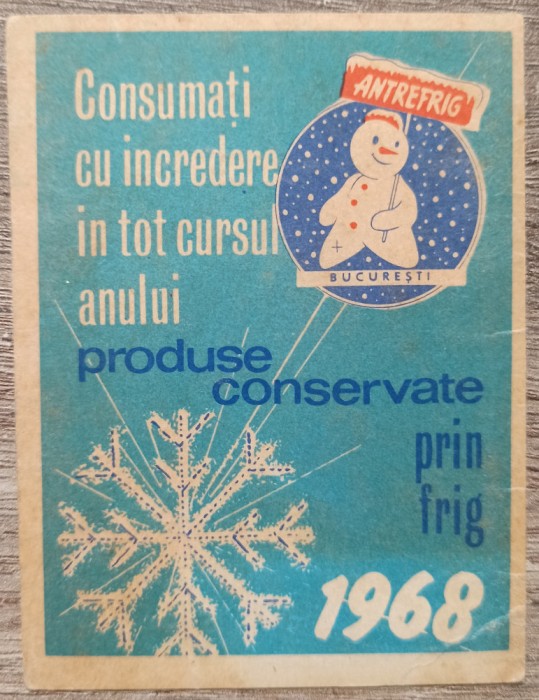 Consumați
cu incredere
in tot cursul
anului
produse
conservate
prin
frig
1968
ANTREFRIG
BUCUREȘTI